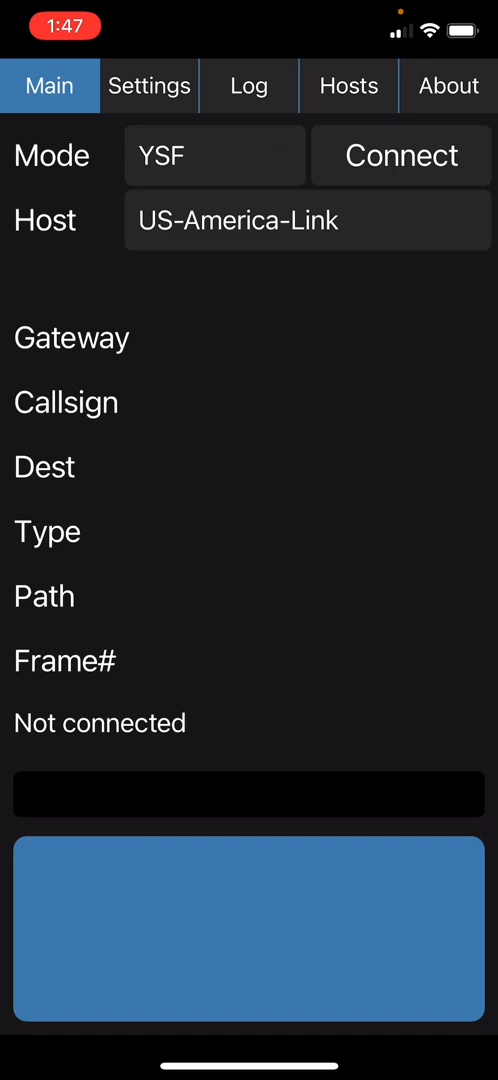 1:47
Main Settings Log Hosts About
Mode YSF Connect
Host US-America-Link
Gateway
Callsign
Dest
Type
Path
Frame#
Not connected